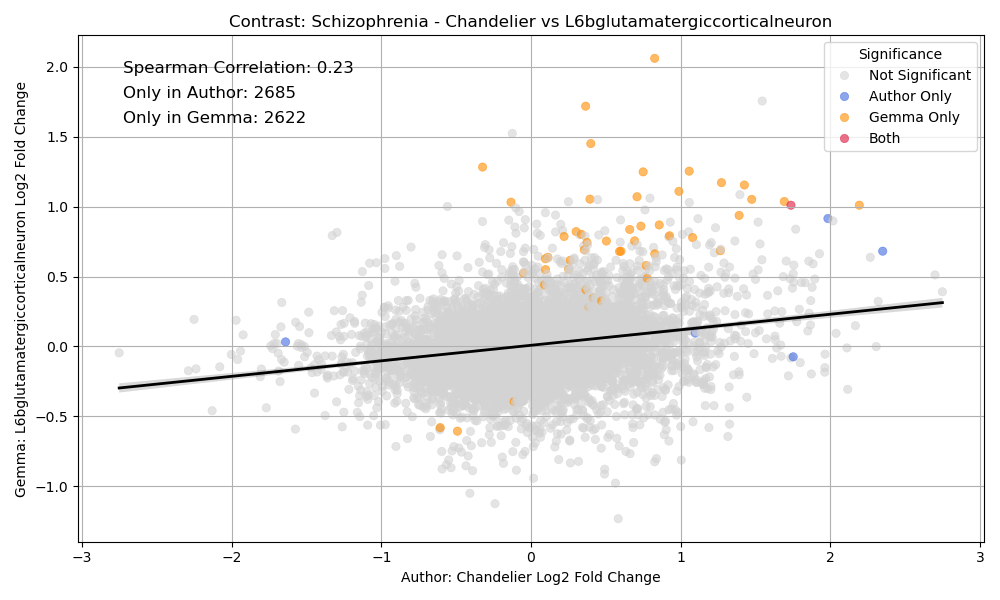 Contrast: Schizophrenia - Chandelier vs L6bglutamatergiccorticalneuron
Spearman Correlation: 0.23
Only in Author: 2685
Only in Gemma: 2622
Significance
Not Significant
Author Only
Gemma Only
Both
Gemma: L6bglutamatergiccorticalneuron Log2 Fold Change
2.0
1.5
1.0
0.5
0.0
−0.5
−1.0
−3 −2 −1 0 1 2 3
Author: Chandelier Log2 Fold Change